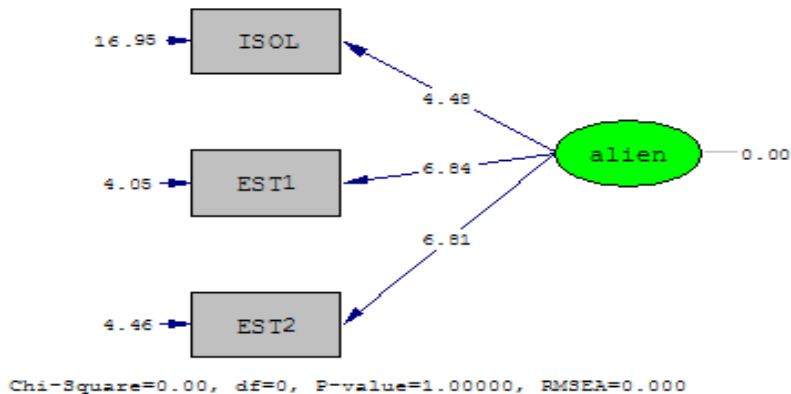 16.95 ISOL
4.48
alien 0.00
6.84
4.05 EST1
6.81
4.46 EST2
Chi-Square=0.00, df=0, P-value=1.00000, RMSEA=0.000